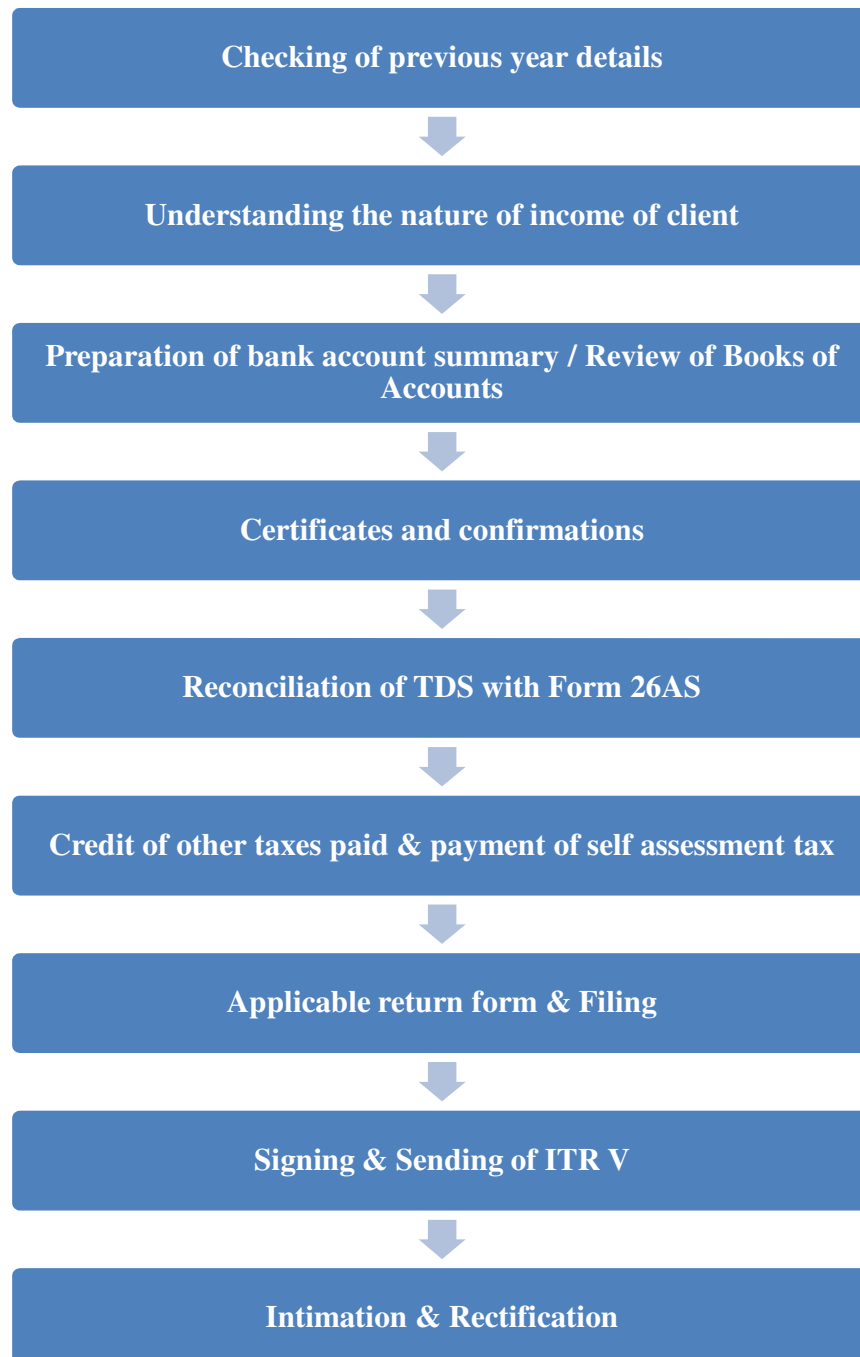 Checking of previous year details
Understanding the nature of income of client
Preparation of bank account summary / Review of Books of
Accounts
Certificates and confirmations
Reconciliation of TDS with Form 26AS
Credit of other taxes paid & payment of self assessment tax
Applicable return form & Filing
Signing & Sending of ITR V
Intimation & Rectification